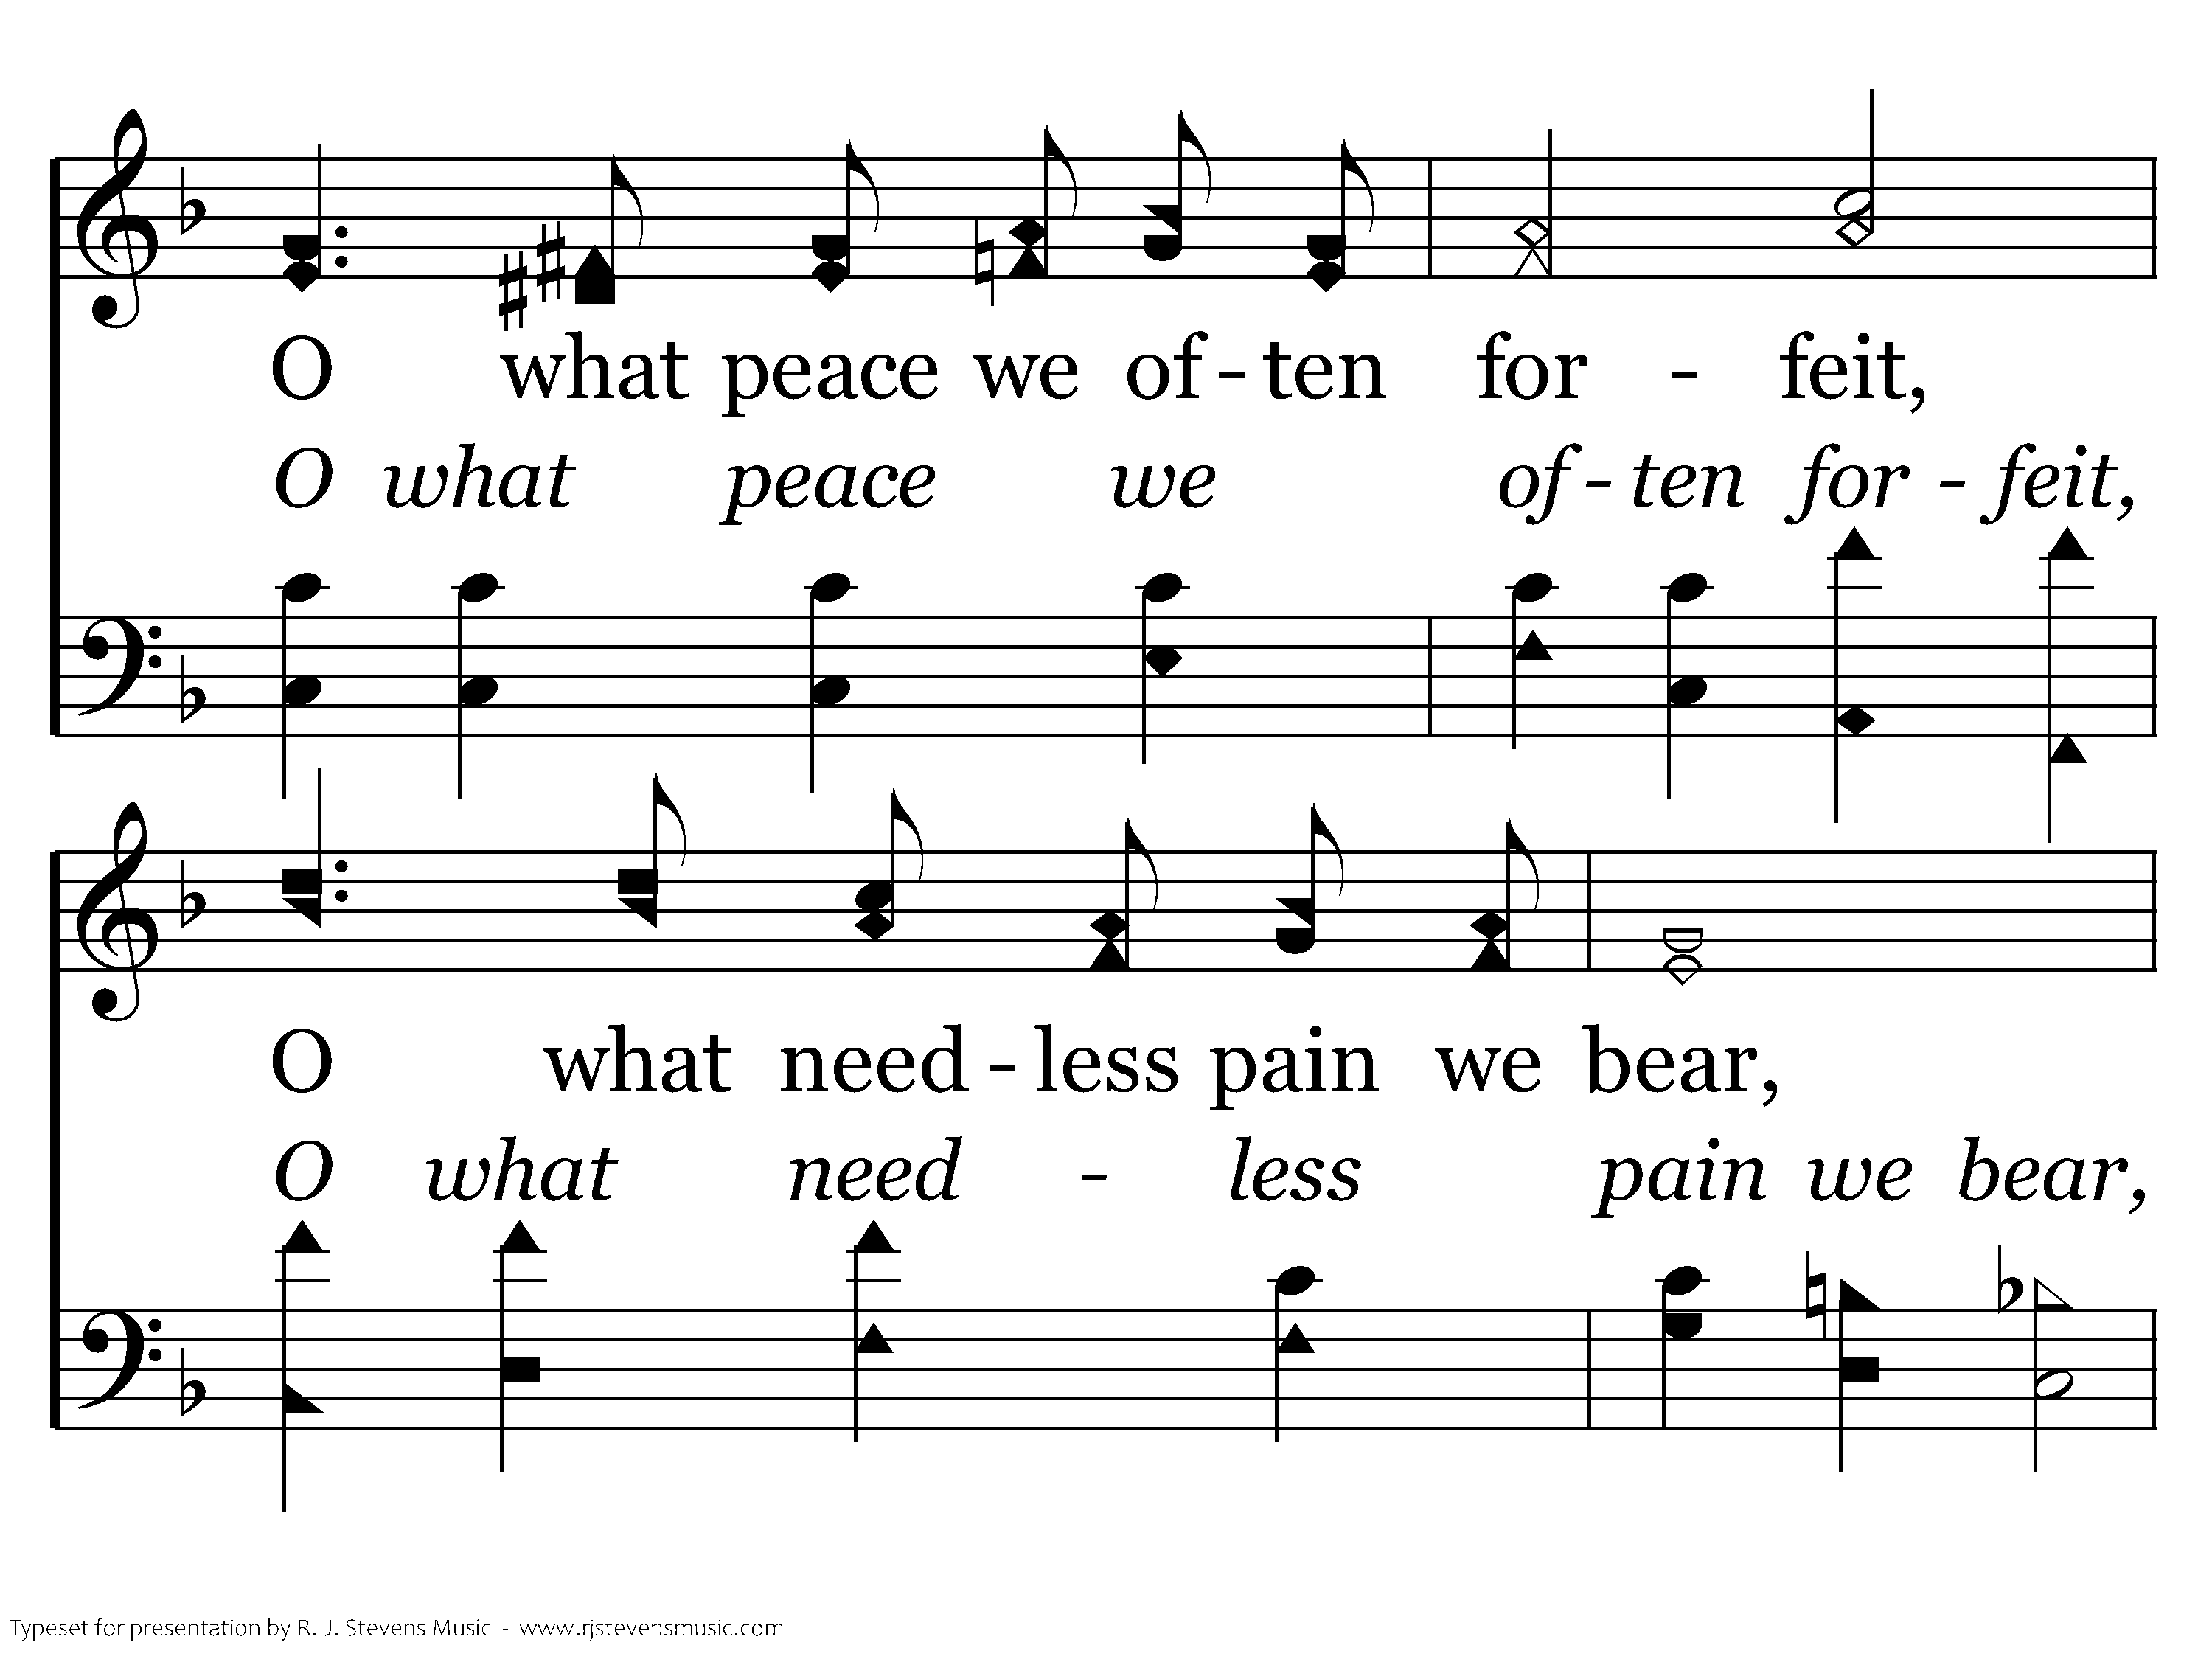 O what peace we of - ten for - feit,
O what peace we of - ten for - feit,
O what need - less pain we bear,
O what need - less pain we bear,
Typeset for presentation by R. J. Stevens Music - www.rjstevensmusic.com